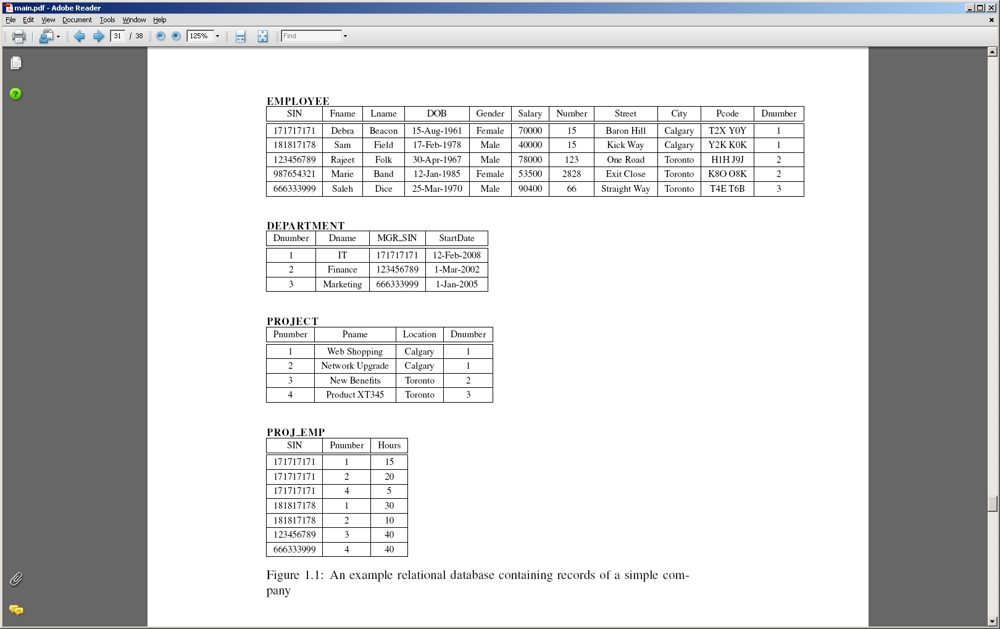 main.pdf - Adobe Reader
File Edit View Document Tools Window Help
31 / 38 125% Find
EMPLOYEE
SIN Fname Lname DOB Gender Salary Number Street City Pcode Dnumber
171717171 Debra Beacon 15-Aug-1961 Female 70000 15 Baron Hill Calgary T2X Y0Y 1
181817178 Sam Field 17-Feb-1978 Male 40000 15 Kick Way Calgary Y2K K0K 1
123456789 Rajeet Folk 30-Apr-1967 Male 78000 123 One Road Toronto H1H J9J 2
987654321 Marie Band 12-Jan-1985 Female 53500 2828 Exit Close Toronto K8O O8K 2
666333999 Saleh Dice 25-Mar-1970 Male 90400 66 Straight Way Toronto T4E T6B 3
DEPARTMENT
Dnumber Dname MGR_SIN StartDate
1 IT 171717171 12-Feb-2008
2 Finance 123456789 1-Mar-2002
3 Marketing 666333999 1-Jan-2005
PROJECT
Pnumber Pname Location Dnumber
1 Web Shopping Calgary 1
2 Network Upgrade Calgary 1
3 New Benefits Toronto 2
4 Product XT345 Toronto 3
PROJ_EMP
SIN Pnumber Hours
171717171 1 15
171717171 2 20
171717171 4 5
181817178 1 30
181817178 2 10
123456789 3 40
666333999 4 40
Figure 1.1: An example relational database containing records of a simple com-
pany